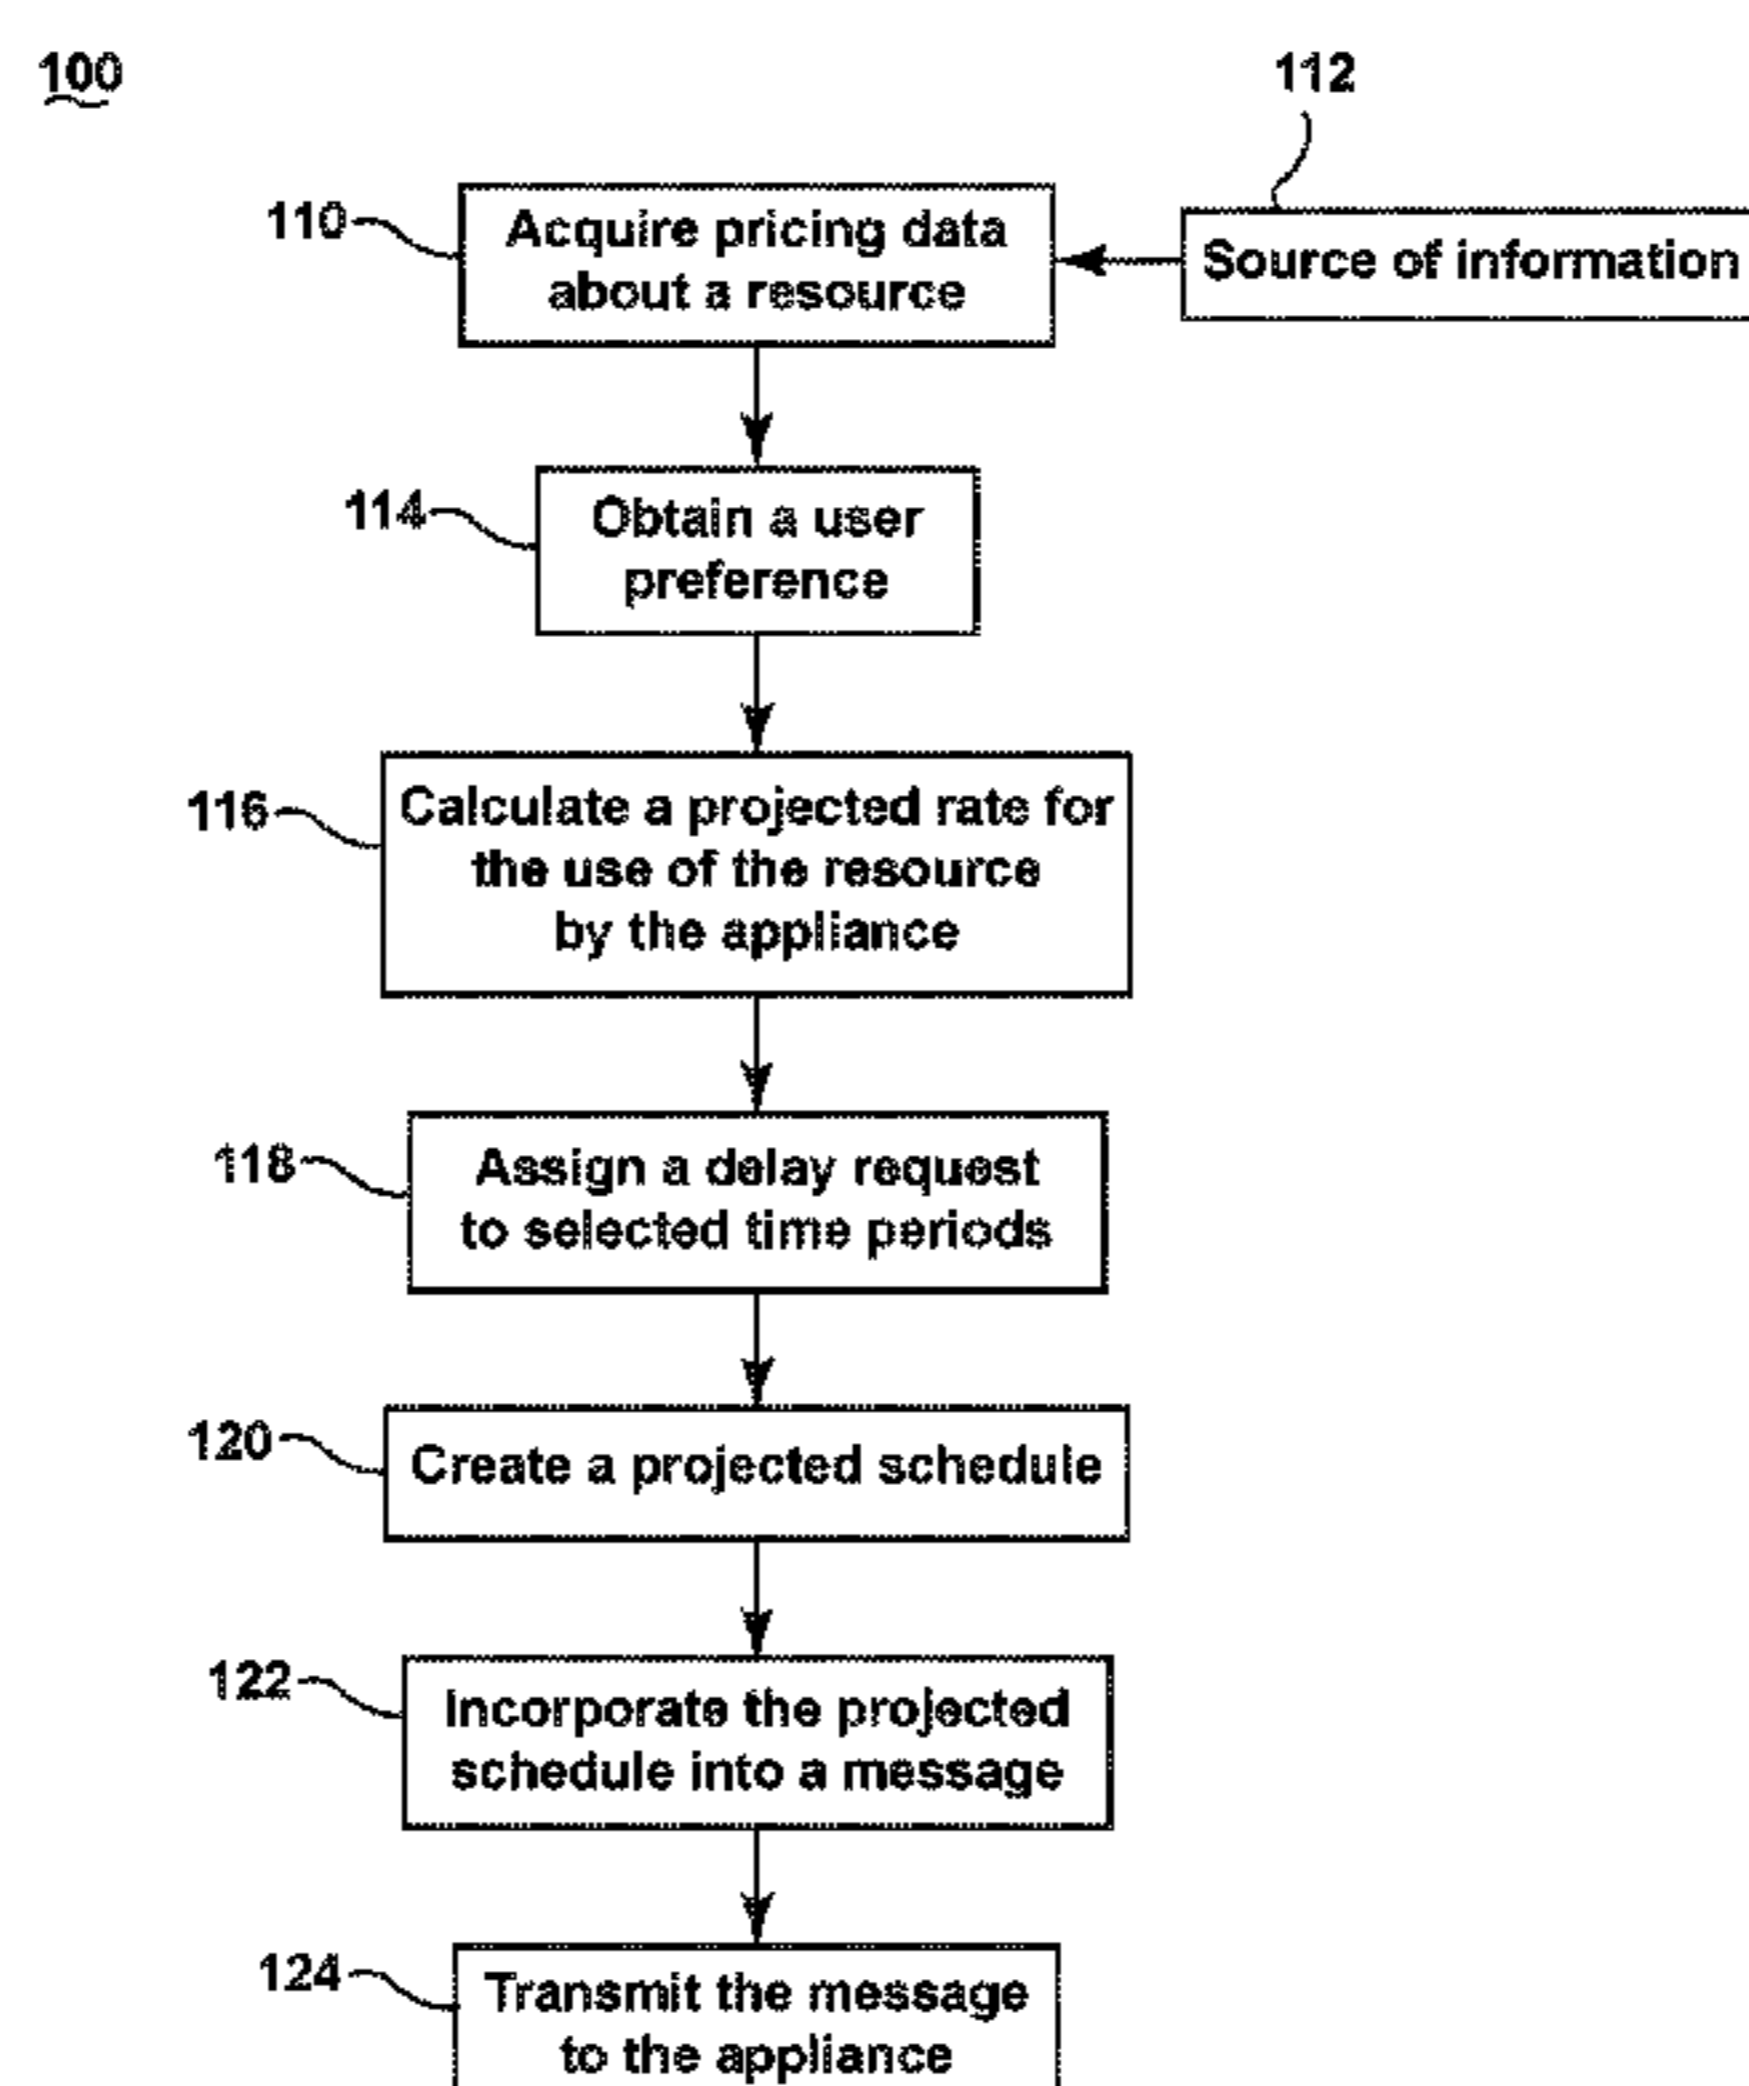 100
112
110
Acquire pricing data
about a resource
Source of information
114
Obtain a user
preference
116
Calculate a projected rate for
the use of the resource
by the appliance
118
Assign a delay request
to selected time periods
120
Create a projected schedule
122
Incorporate the projected
schedule into a message
124
Transmit the message
to the appliance